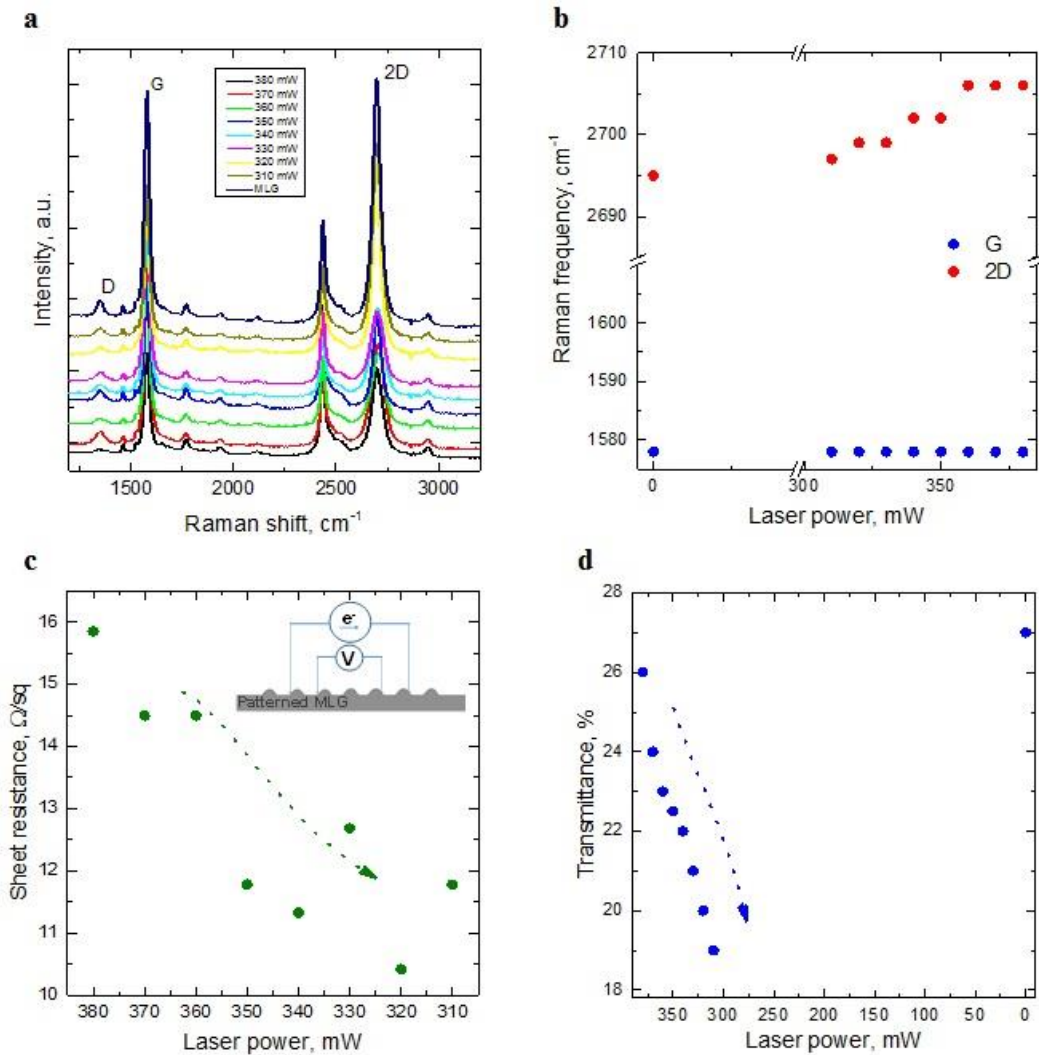 a
Intensity, a.u.
D
G
2D
380 mW
370 mW
360 mW
350 mW
340 mW
330 mW
320 mW
310 mW
MLG
1500 2000 2500 3000
Raman shift, cm⁻¹
b
Raman frequency, cm⁻¹
2710
2700
2690
1600
1590
1580
G
2D
0 300 350
Laser power, mW
c
Sheet resistance, Ω/sq
16
15
14
13
12
11
10
e⁻
V
Patterned MLG
380 370 360 350 340 330 320 310
Laser power, mW
d
Transmittance, %
28
26
24
22
20
18
350 300 250 200 150 100 50 0
Laser power, mW